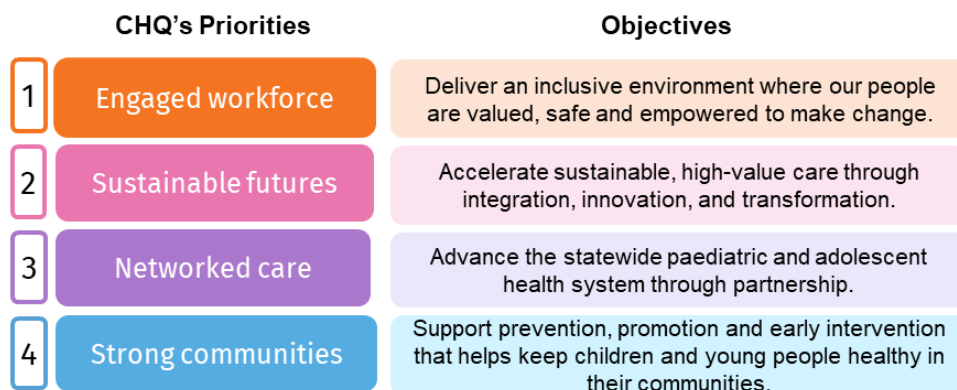 CHQ's Priorities
Objectives
1
Engaged workforce
Deliver an inclusive environment where our people
are valued, safe and empowered to make change.
2
Sustainable futures
Accelerate sustainable, high-value care through
integration, innovation, and transformation.
3
Networked care
Advance the statewide paediatric and adolescent
health system through partnership.
4
Strong communities
Support prevention, promotion and early intervention
that helps keep children and young people healthy in
their communities.